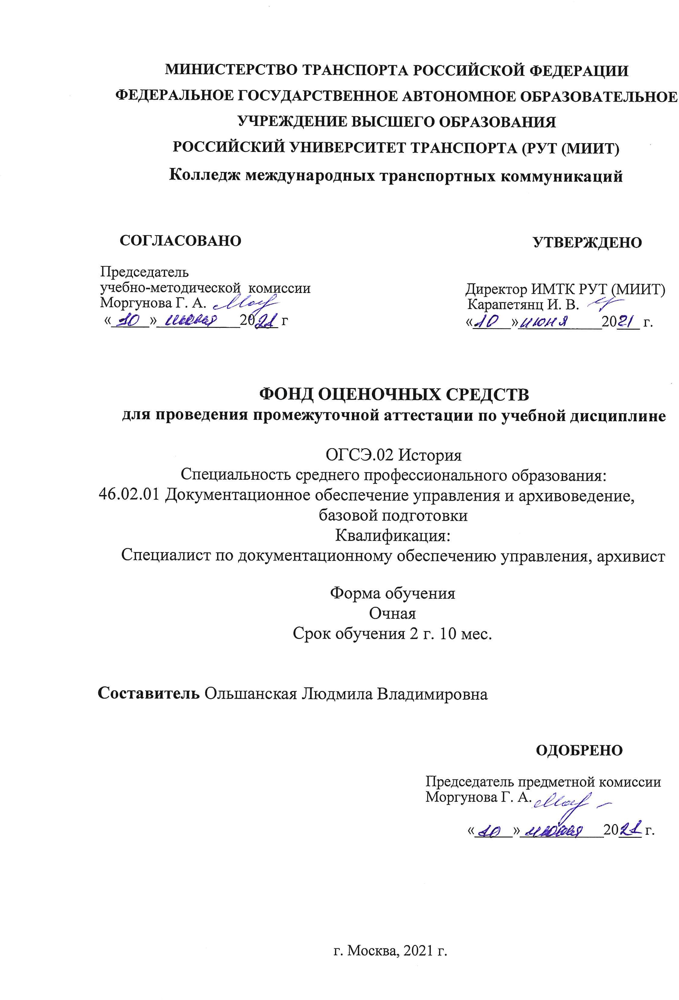 МИНИСТЕРСТВО ТРАНСПОРТА РОССИЙСКОЙ ФЕДЕРАЦИИ
ФЕДЕРАЛЬНОЕ ГОСУДАРСТВЕННОЕ АВТОНОМНОЕ ОБРАЗОВАТЕЛЬНОЕ
УЧРЕЖДЕНИЕ ВЫСШЕГО ОБРАЗОВАНИЯ
РОССИЙСКИЙ УНИВЕРСИТЕТ ТРАНСПОРТА (РУТ (МИИТ)
Колледж международных транспортных коммуникаций
СОГЛАСОВАНО
Председатель
учебно-методической комиссии
Моргунова Г. А.
«10» июня 2021 г
УТВЕРЖДЕНО
Директор ИМТК РУТ (МИИТ)
Карапетянц И. В.
«10» июня 2021 г.
ФОНД ОЦЕНОЧНЫХ СРЕДСТВ
для проведения промежуточной аттестации по учебной дисциплине
ОГСЭ.02 История
Специальность среднего профессионального образования:
46.02.01 Документационное обеспечение управления и архивоведение,
базовой подготовки
Квалификация:
Специалист по документационному обеспечению управления, архивист
Форма обучения
Очная
Срок обучения 2 г. 10 мес.
Составитель Ольшанская Людмила Владимировна
ОДОБРЕНО
Председатель предметной комиссии
Моргунова Г. А.
«10» июня 2021 г.
г. Москва, 2021 г.